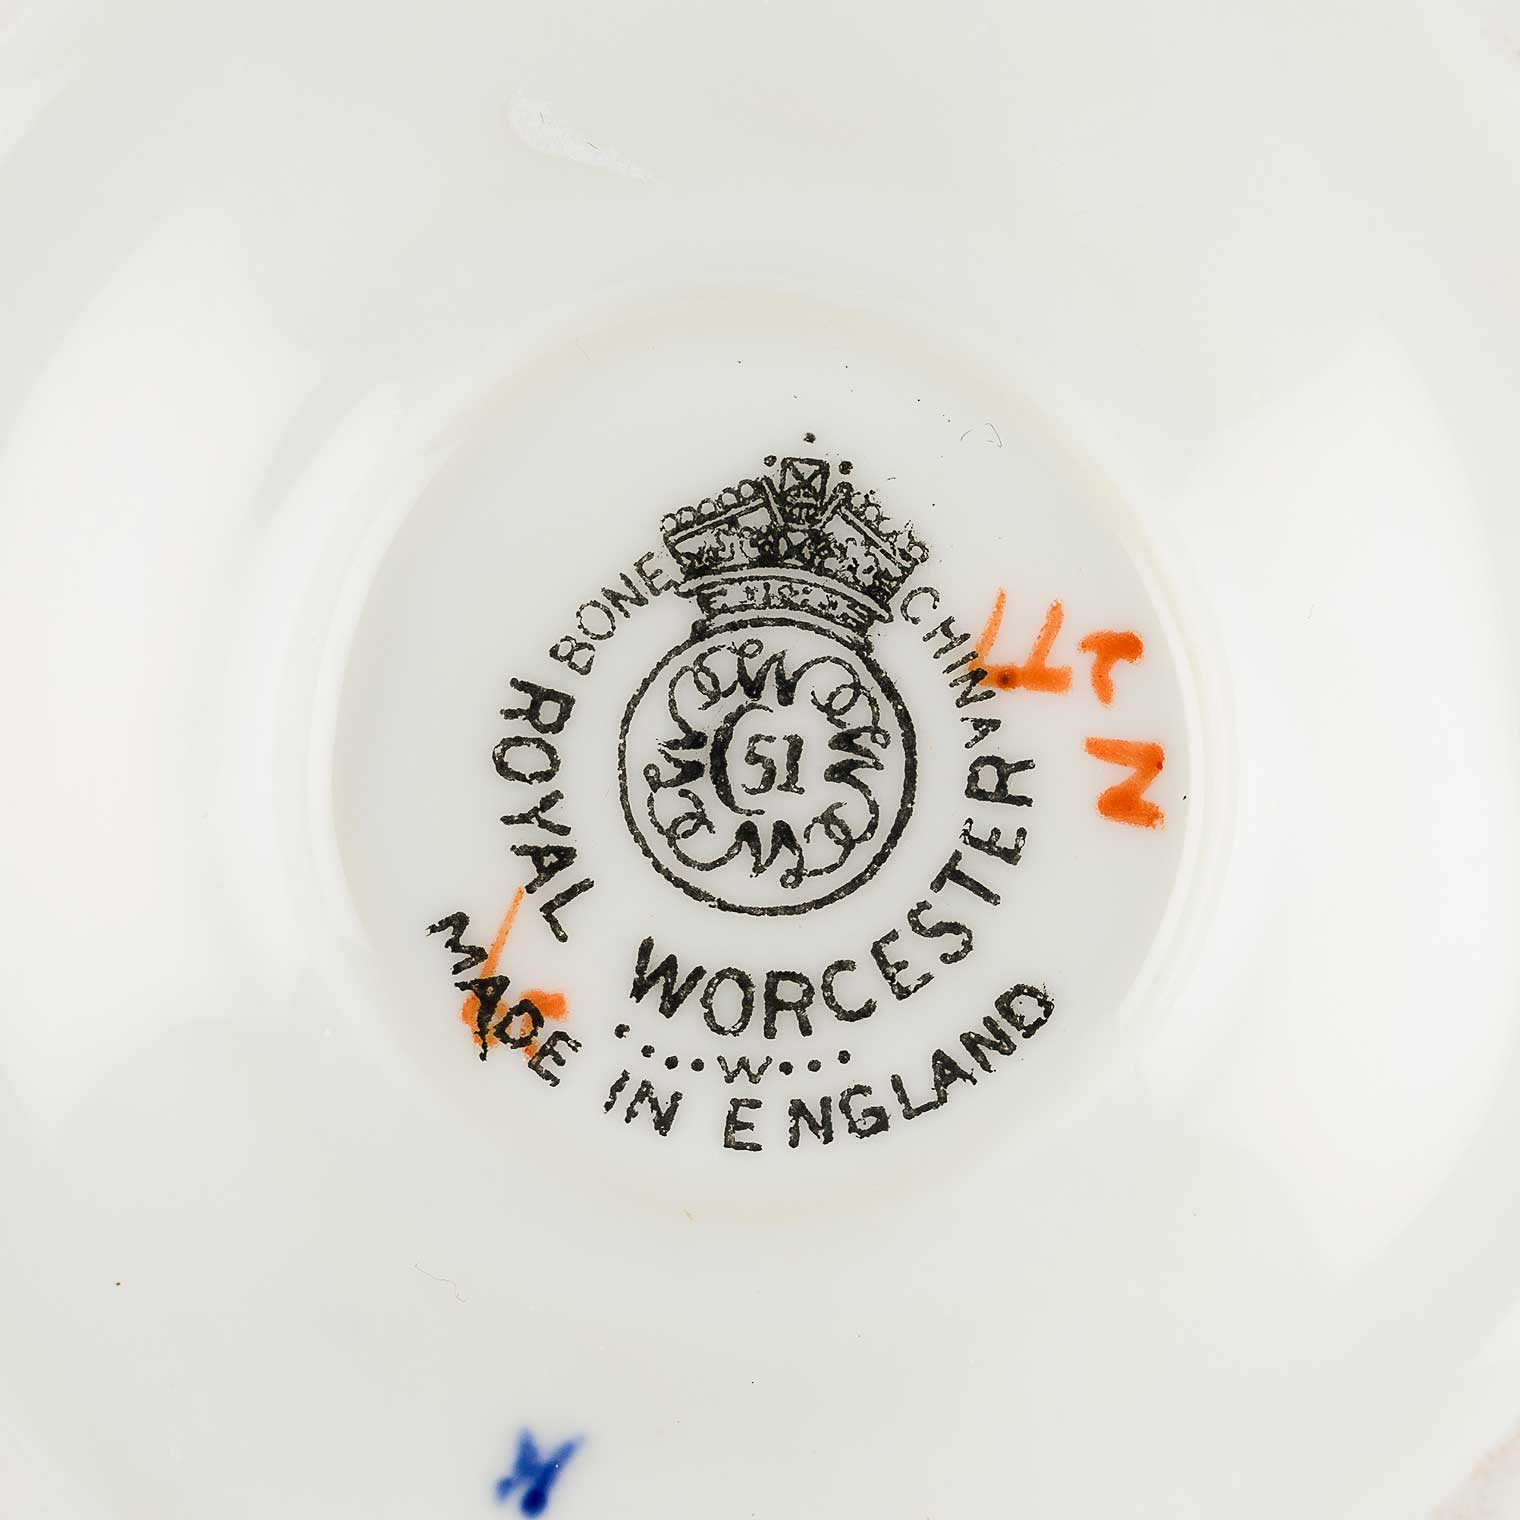 BONE CHINA
51
ROYAL WORCESTER
....W...
MADE IN ENGLAND
N